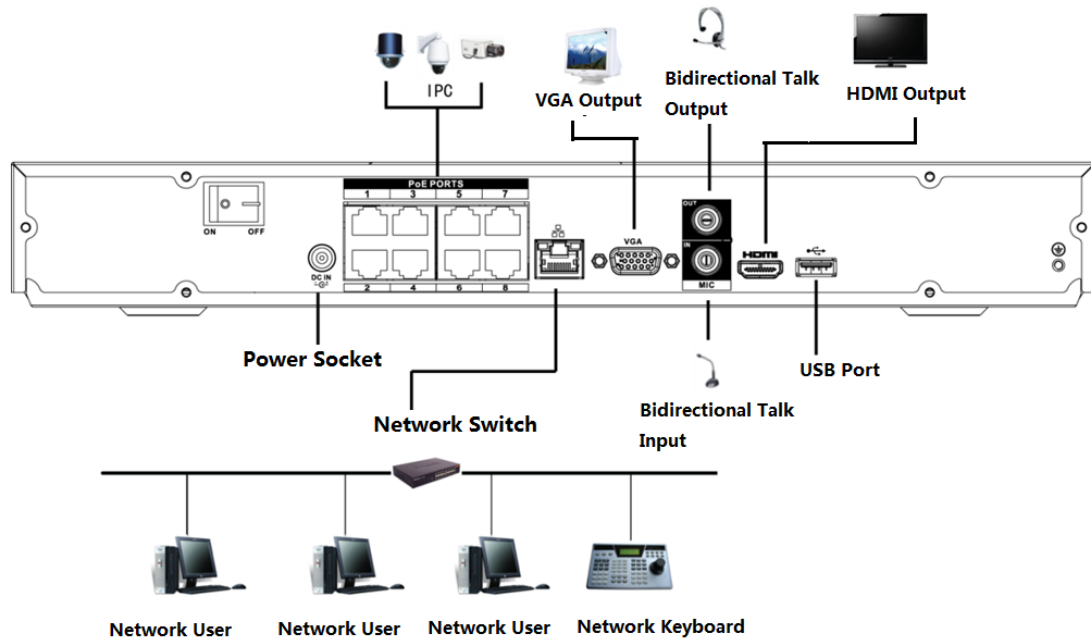 IPC
VGA Output
Bidirectional Talk
Output
HDMI Output
PoE PORTS
1 3 5 7
ON OFF
DC IN
2 4 6 8
VGA
OUT
IN
MIC
HDMI
Power Socket
Network Switch
Bidirectional Talk
Input
USB Port
Network User
Network User
Network User
Network Keyboard